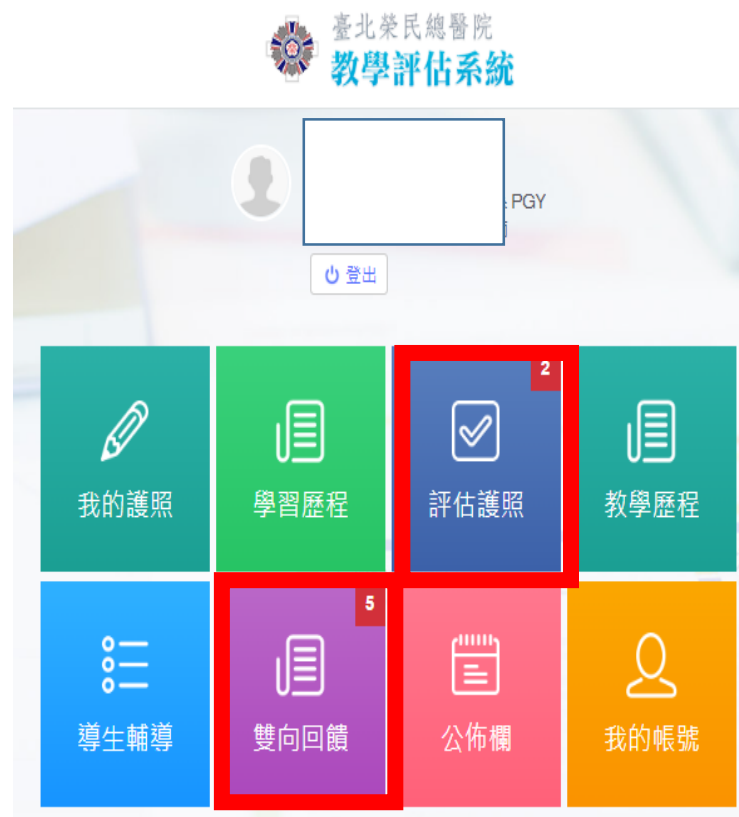 臺北榮民總醫院
教學評估系統
: PGY
登出
2
我的護照
學習歷程
評估護照
教學歷程
5
導生輔導
雙向回饋
公佈欄
我的帳號